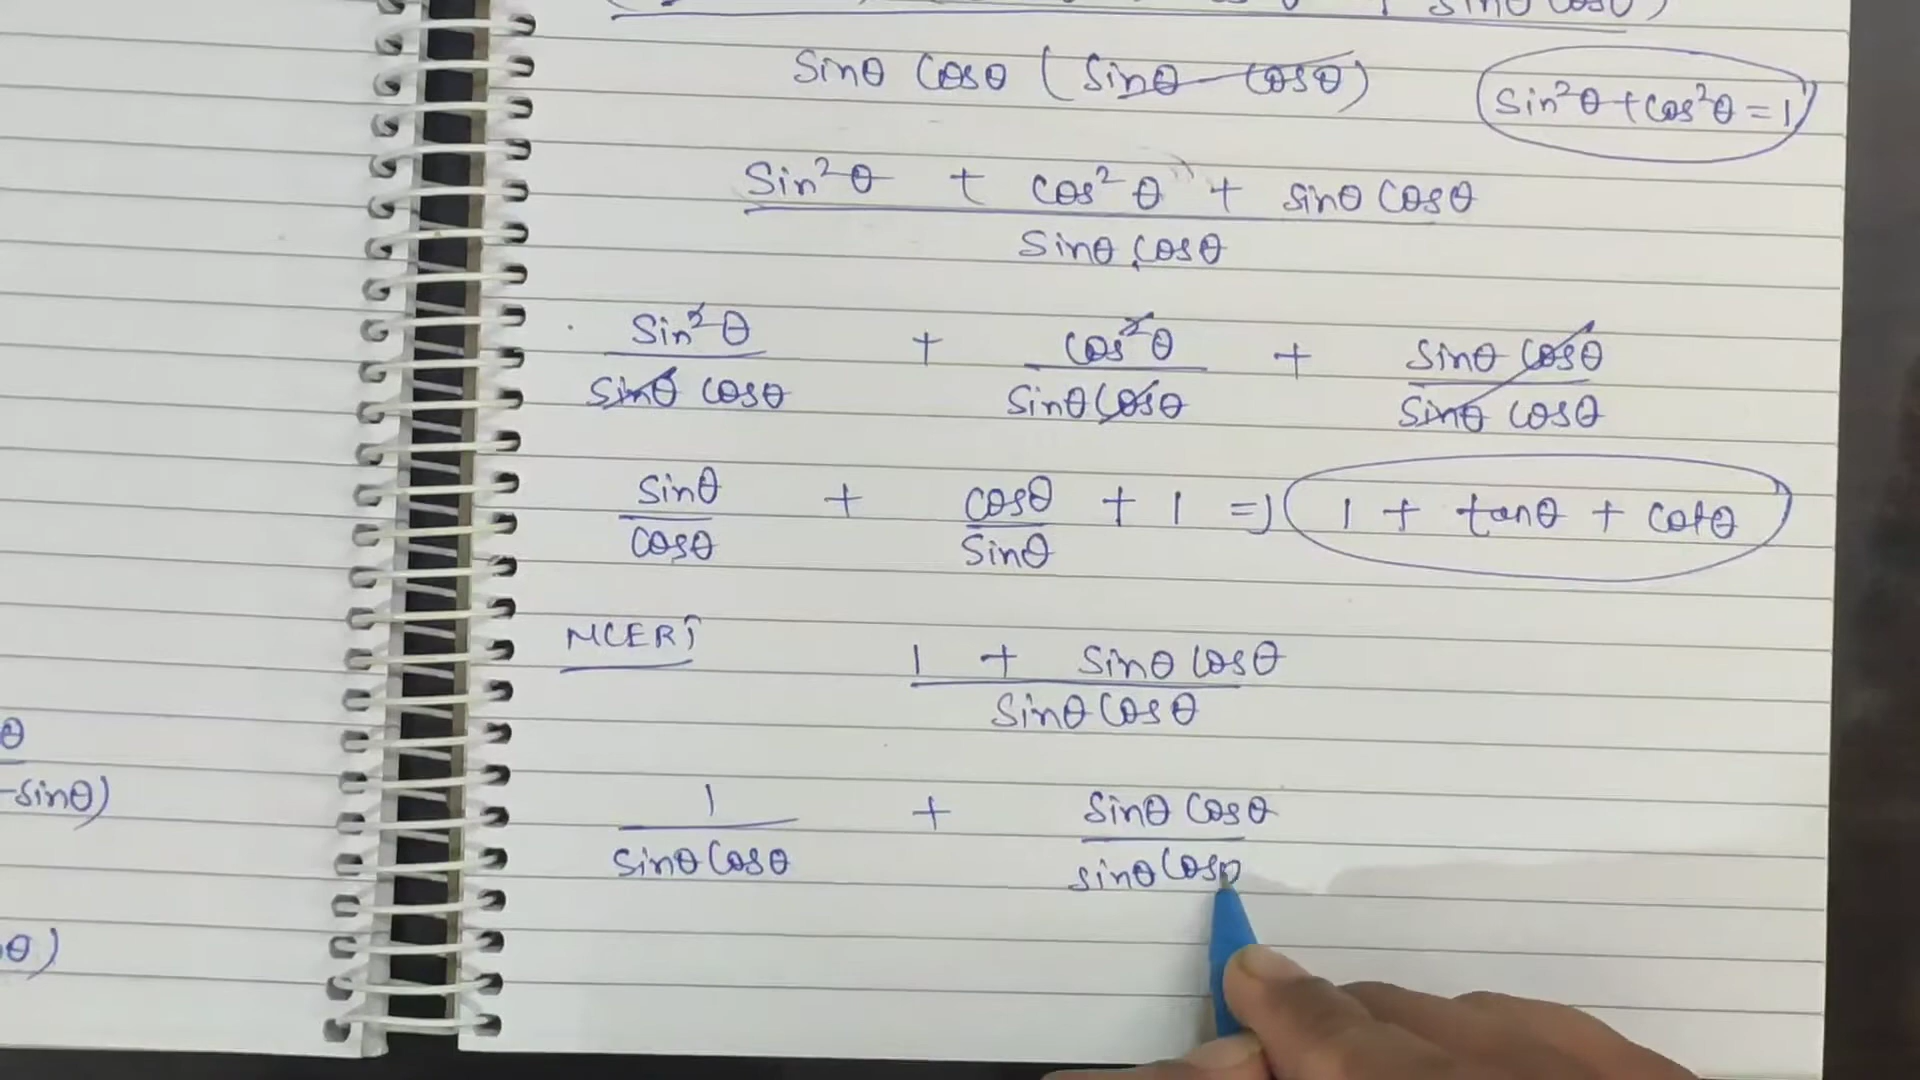 sinθ cosθ)
Sinθ Cosθ (Sinθ - Cosθ)
Sin²θ + Cos²θ = 1
Sin²θ + Cos²θ + Sinθ Cosθ
Sinθ.Cosθ
Sin²θ + Cos²θ + Sinθ Cosθ
Sinθ Cosθ Sinθ Cosθ Sinθ Cosθ
Sinθ + Cosθ + 1 => 1 + tanθ + Cotθ
Cosθ Sinθ
NCERT
1 + Sinθ Cosθ
Sinθ Cosθ
θ
-Sinθ)
1 + Sinθ Cosθ
Sinθ Cosθ Sinθ Cosθ
θ)